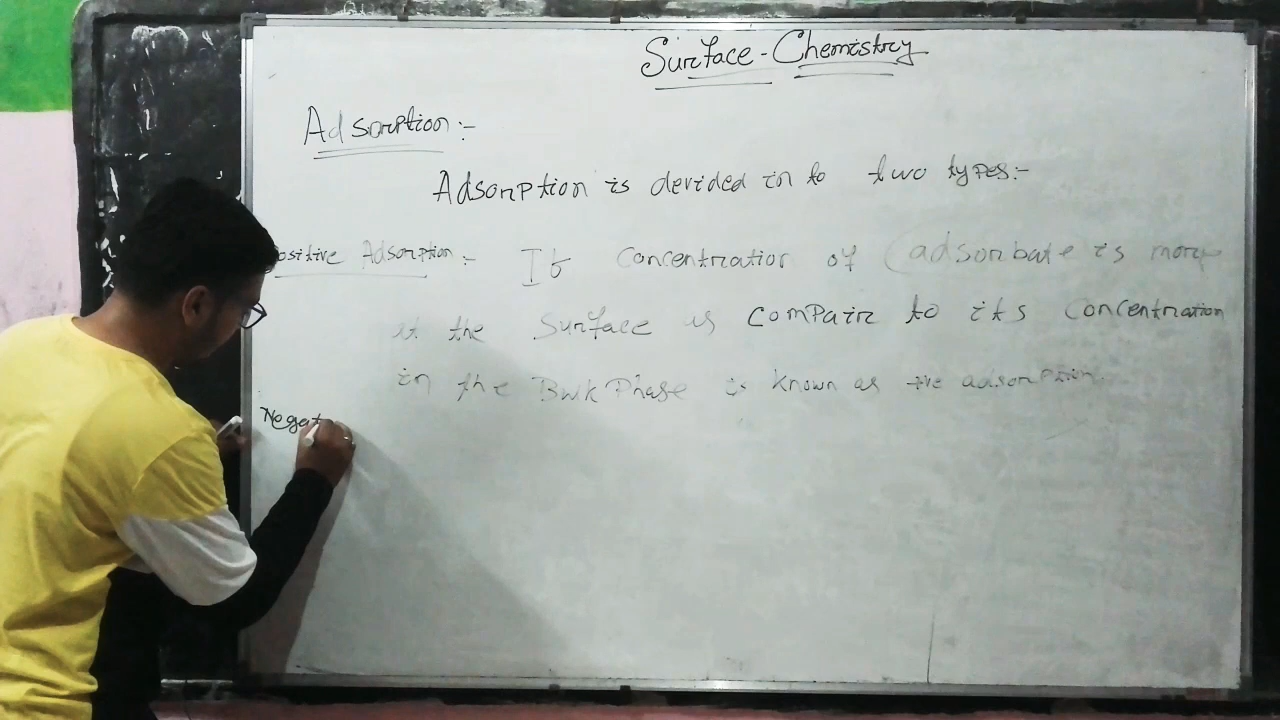 Surface - Chemistry
Adsorption :-
Adsorption is devided in to two types:-
ositive Adsorption :- If Concentration of (adsorbate is more
at the Surface as Compair to its Concentration
in the Bulk Phase is known as +ive adsorption.
Negat